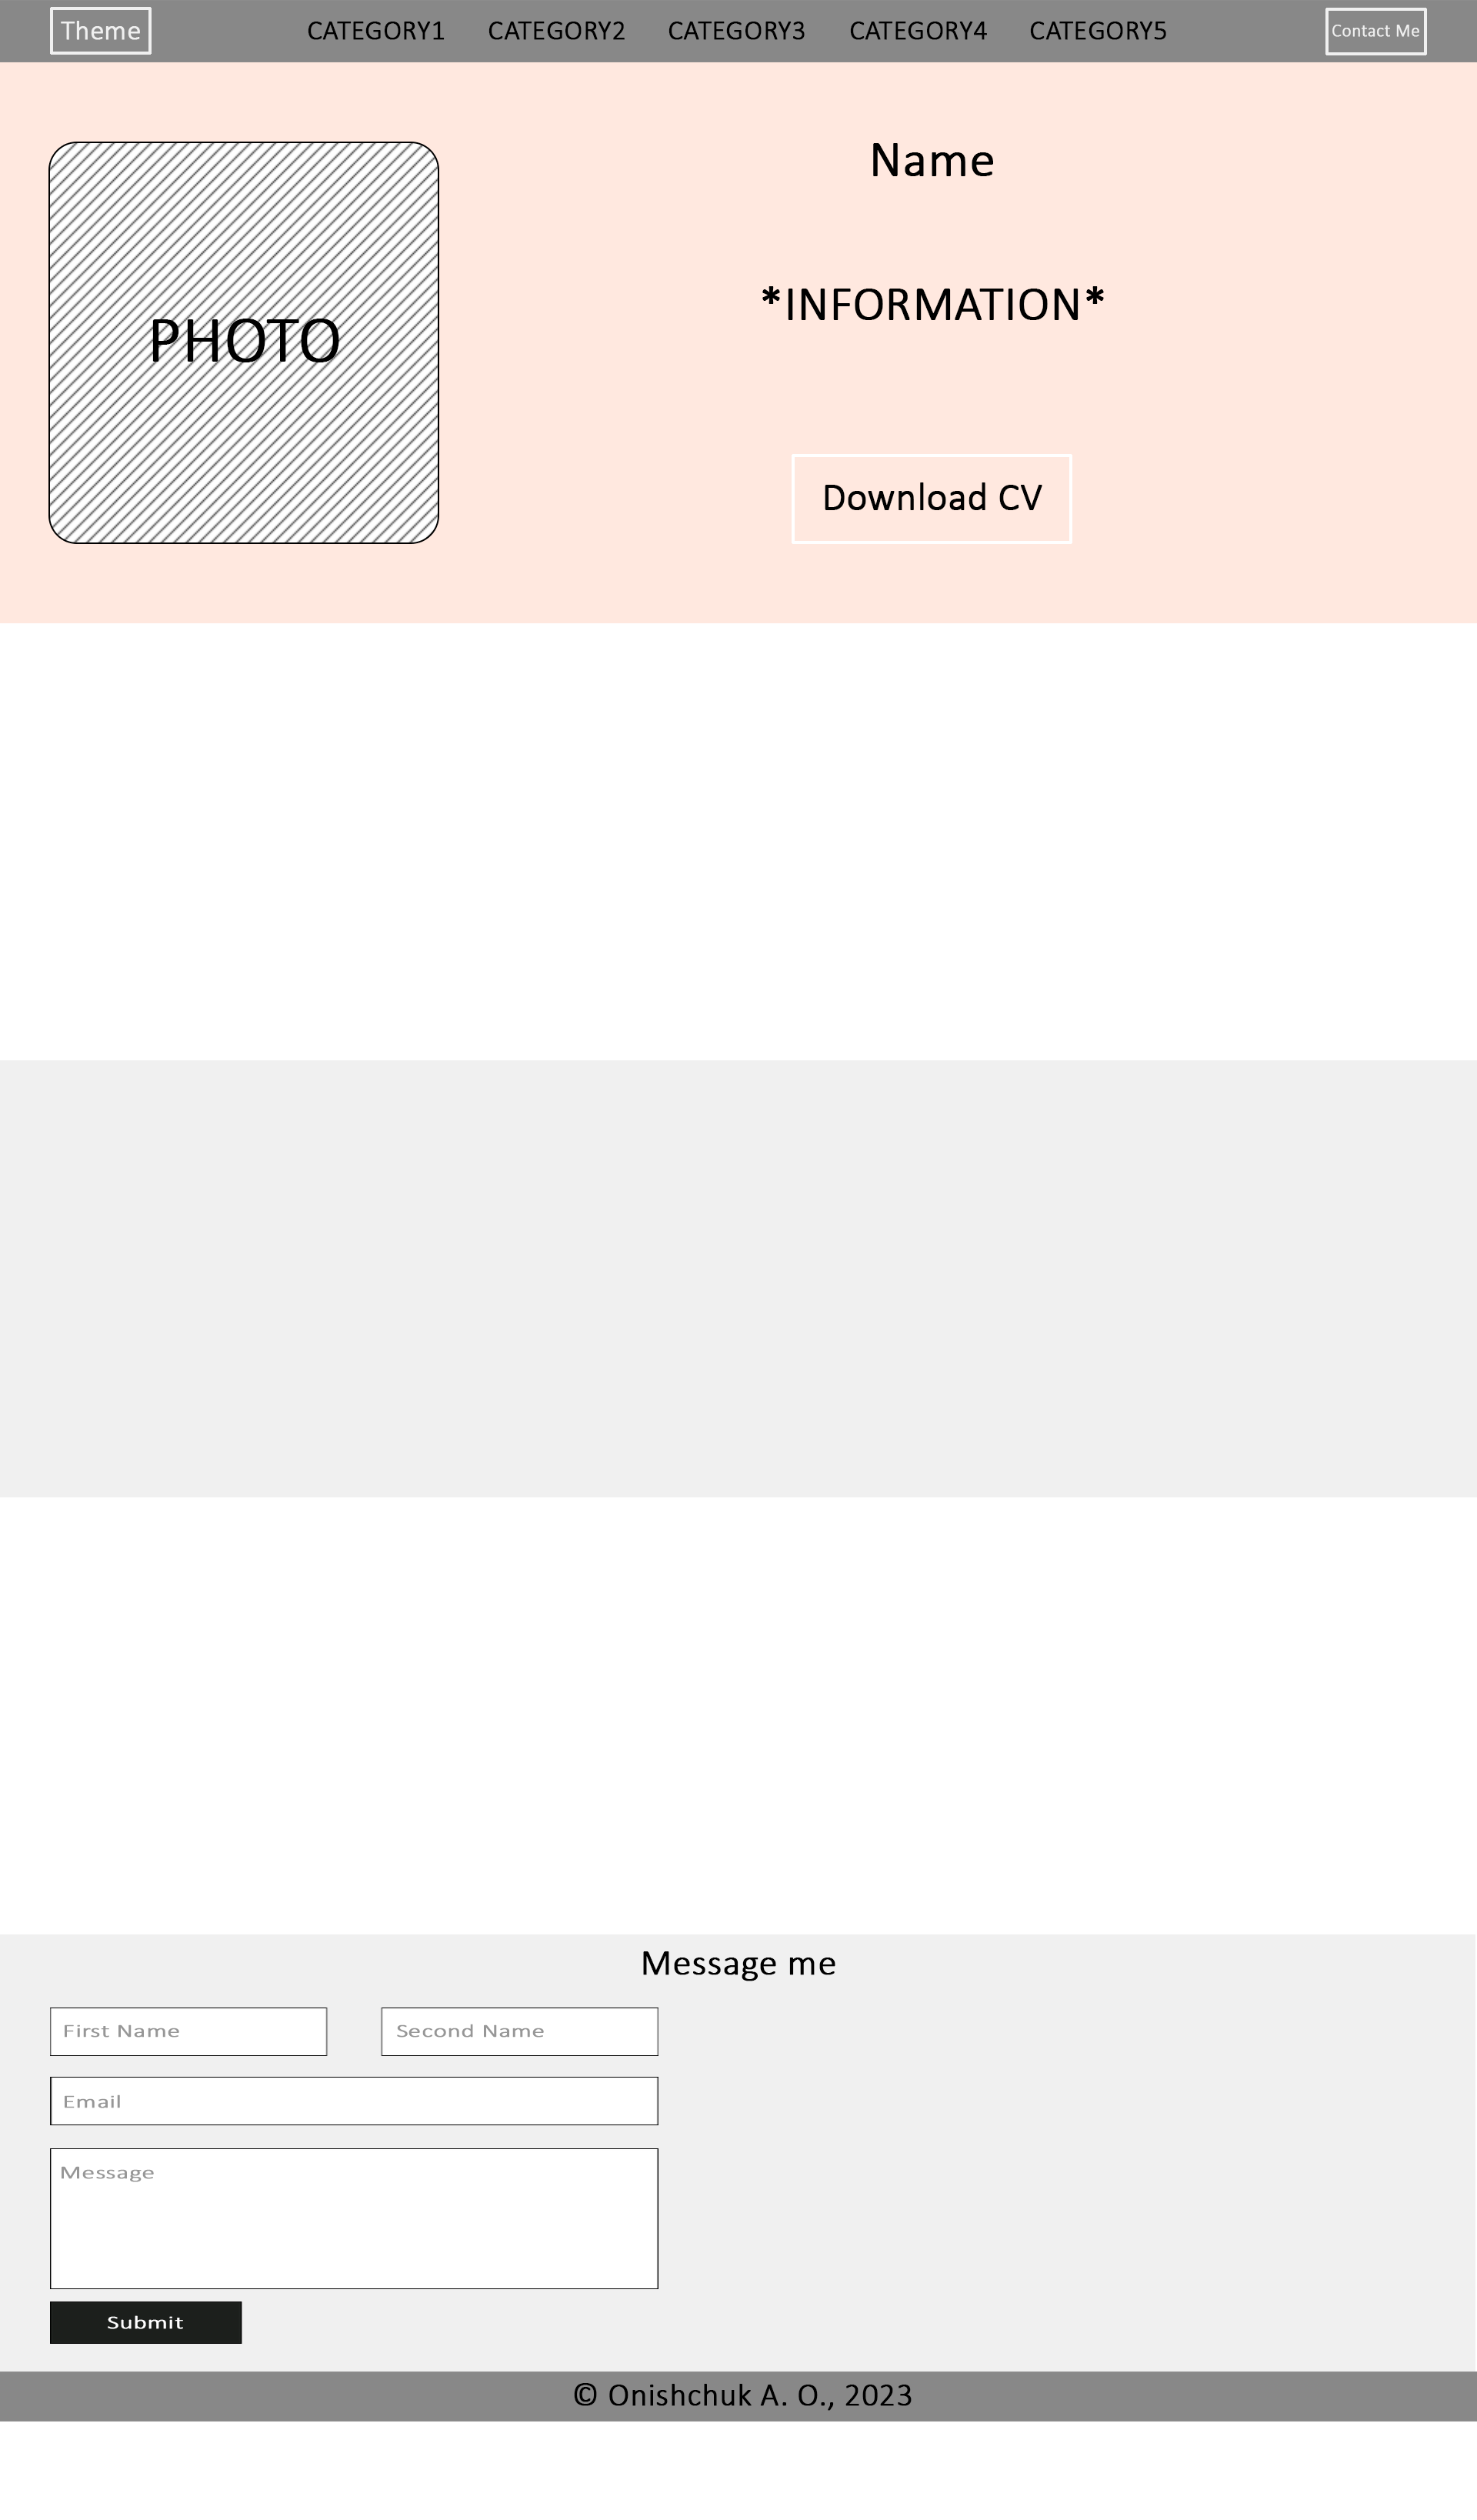 Theme CATEGORY1 CATEGORY2 CATEGORY3 CATEGORY4 CATEGORY5 Contact Me
PHOTO
Name
*INFORMATION*
Download CV
Message me
First Name Second Name
Email
Message
Submit
© Onishchuk A. O., 2023